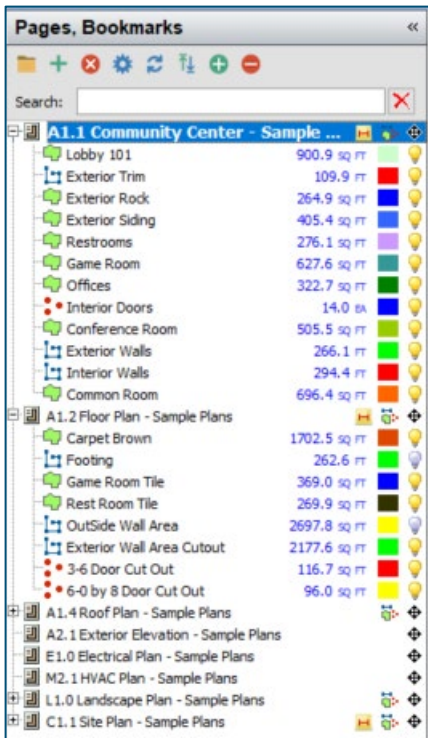 Pages, Bookmarks «
Search:
A1.1 Community Center - Sample ...
Lobby 101 900.9 SQ FT
Exterior Trim 109.9 FT
Exterior Rock 264.9 SQ FT
Exterior Siding 405.4 SQ FT
Restrooms 276.1 SQ FT
Game Room 627.6 SQ FT
Offices 322.7 SQ FT
Interior Doors 14.0 EA
Conference Room 505.5 SQ FT
Exterior Walls 266.1 FT
Interior Walls 294.4 FT
Common Room 696.4 SQ FT
A1.2 Floor Plan - Sample Plans
Carpet Brown 1702.5 SQ FT
Footing 262.6 FT
Game Room Tile 369.0 SQ FT
Rest Room Tile 269.9 SQ FT
OutSide Wall Area 2697.8 SQ FT
Exterior Wall Area Cutout 2177.6 SQ FT
3-6 Door Cut Out 116.7 SQ FT
6-0 by 8 Door Cut Out 96.0 SQ FT
A1.4 Roof Plan - Sample Plans
A2.1 Exterior Elevation - Sample Plans
E1.0 Electrical Plan - Sample Plans
M2.1 HVAC Plan - Sample Plans
L1.0 Landscape Plan - Sample Plans
C1.1 Site Plan - Sample Plans